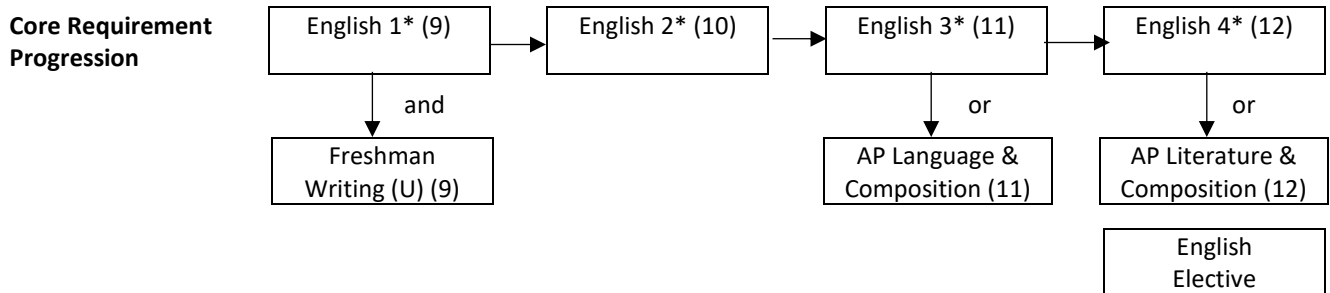 Core Requirement
Progression
English 1* (9)
English 2* (10)
English 3* (11)
English 4* (12)
and
or
or
Freshman
Writing (U) (9)
AP Language &
Composition (11)
AP Literature &
Composition (12)
English
Elective